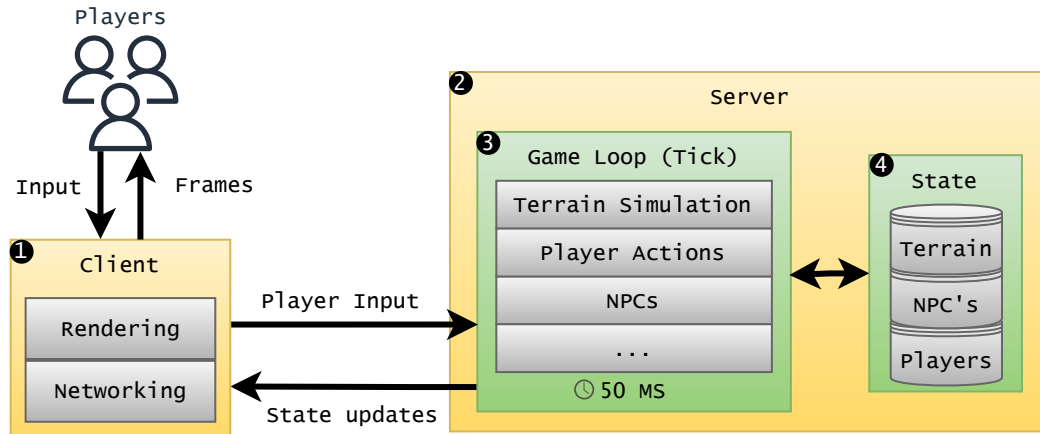 Players
Input
Frames
1
Client
Rendering
Networking
Player Input
State updates
2
Server
3
Game Loop (Tick)
Terrain Simulation
Player Actions
NPCs
...
50 MS
4
State
Terrain
NPC's
Players